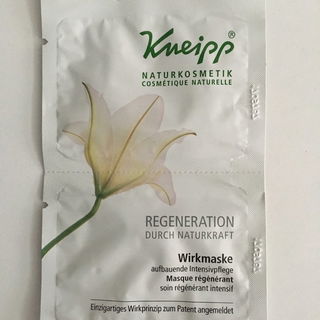 Kneipp®
NATURKOSMETIK
COSMÉTIQUE NATURELLE
REGENERATION
DURCH NATURKRAFT
Wirkmaske
aufbauende Intensivpflege
Masque régénérant
soin régénérant intensif
Einzigartiges Wirkprinzip zum Patent angemeldet